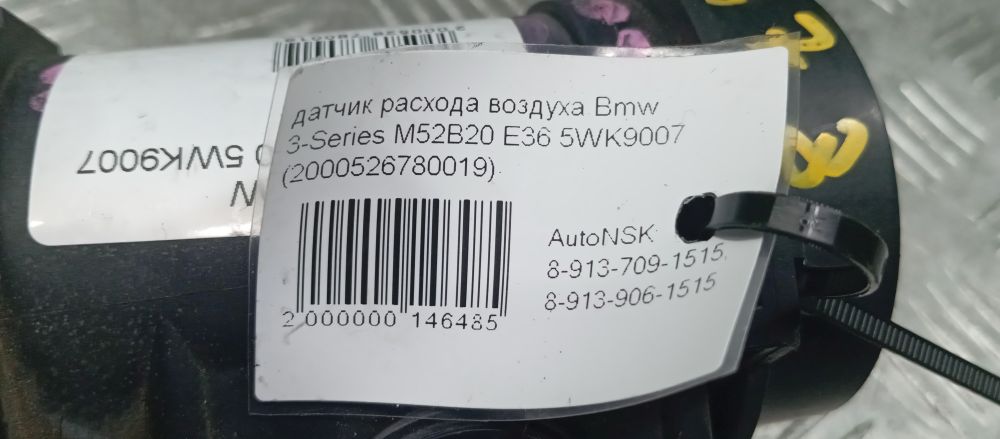 датчик расхода воздуха Bmw
3-Series M52B20 E36 5WK9007
(2000526780019)
AutoNSK
8-913-709-1515,
8-913-906-1515
2 000000 146485
5WK9007